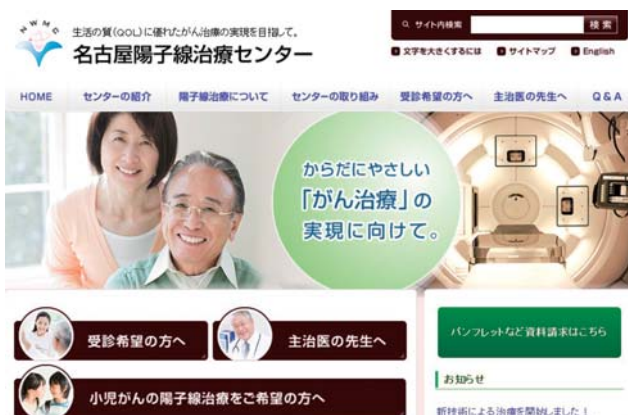 NWMG
生活の質(QOL)に優れたがん治療の実現を目指して。
名古屋陽子線治療センター
サイト内検索 検索
文字を大きくするには サイトマップ English
HOME センターの紹介 陽子線治療について センターの取り組み 受診希望の方へ 主治医の先生へ Q&A
からだにやさしい
「がん治療」の
実現に向けて。
受診希望の方へ 主治医の先生へ
小児がんの陽子線治療をご希望の方へ
パンフレットなど資料請求はこちら
お知らせ
新技術による治療を開始しました!